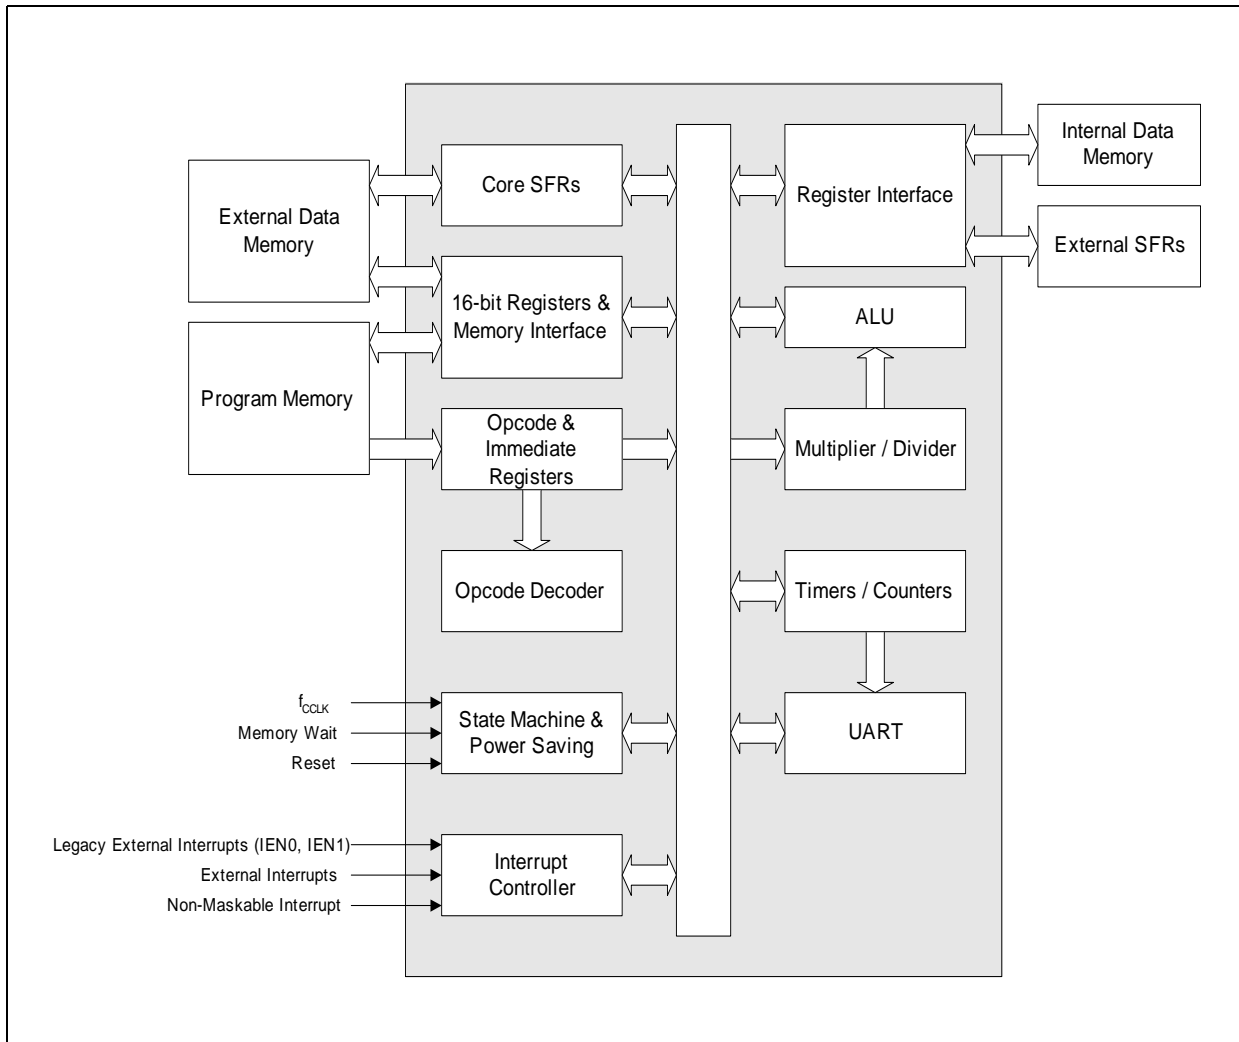 Internal Data
Memory
Core SFRs
Register Interface
External Data
Memory
External SFRs
16-bit Registers &
Memory Interface
ALU
Program Memory
Opcode &
Immediate
Registers
Multiplier / Divider
Opcode Decoder
Timers / Counters
fCCLK
Memory Wait
Reset
State Machine &
Power Saving
UART
Legacy External Interrupts (IEN0, IEN1)
External Interrupts
Non-Maskable Interrupt
Interrupt
Controller